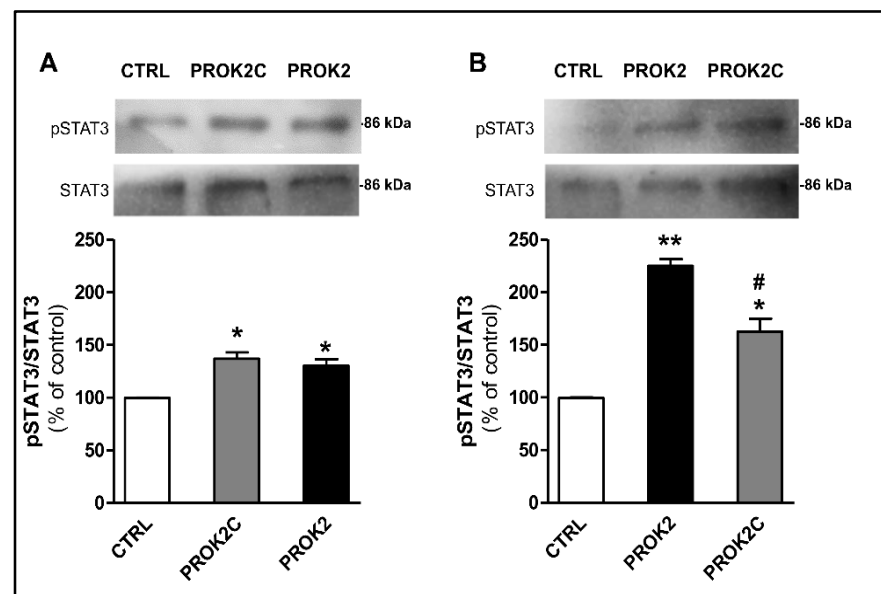 A
CTRL PROK2C PROK2
pSTAT3
-86 kDa
STAT3
-86 kDa
pSTAT3/STAT3
(% of control)
250
200
150
100
50
0
*
*
CTRL
PROK2C
PROK2
B
CTRL PROK2 PROK2C
pSTAT3
-86 kDa
STAT3
-86 kDa
pSTAT3/STAT3
(% of control)
250
200
150
100
50
0
**
#
*
CTRL
PROK2
PROK2C